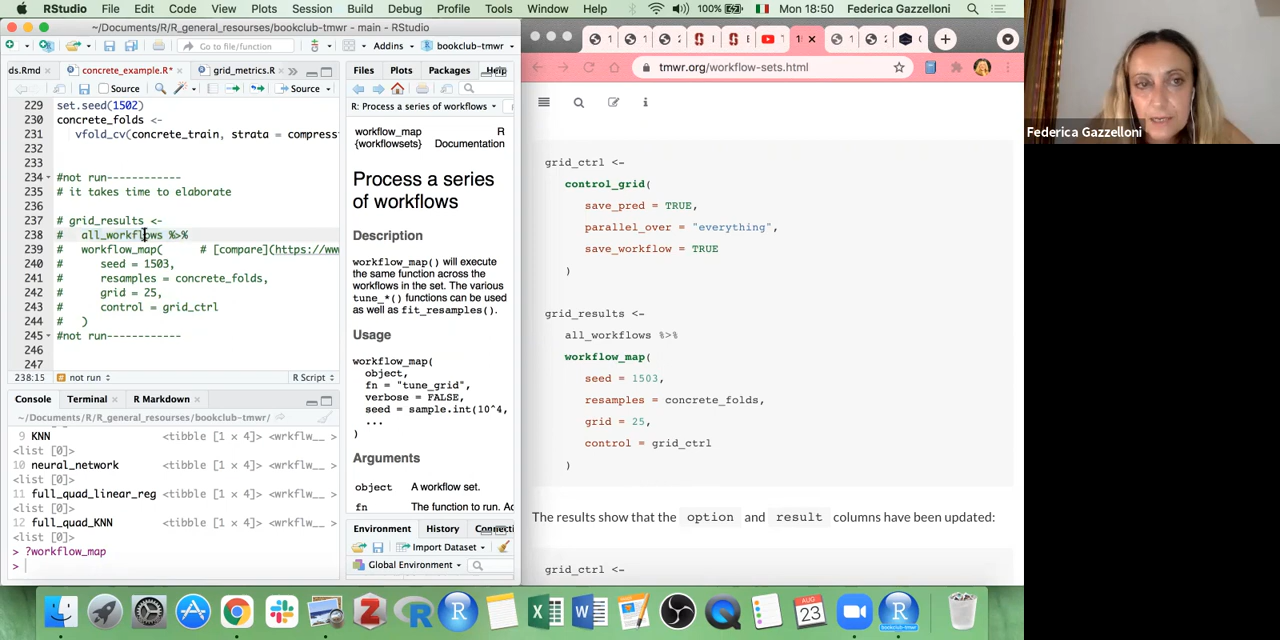 RStudio File Edit Code View Plots Session Build Debug Profile Tools Window Help 100% Mon 18:50 Federica Gazzelloni
~/Documents/R/R_general_resourses/bookclub-tmwr - main - RStudio
Go to file/function Addins bookclub-tmwr
ds.Rmd concrete_example.R* grid_metrics.R
Source Source
229 set.seed(1502)
230 concrete_folds <-
231 vfold_cv(concrete_train, strata = compress
232
233
234 #not run------------
235 # it takes time to elaborate
236
237 # grid_results <-
238 # all_workflows %>%
239 # workflow_map( # [compare](https://www
240 # seed = 1503,
241 # resamples = concrete_folds,
242 # grid = 25,
243 # control = grid_ctrl
244 # )
245 #not run------------
246
247
238:15 not run R Script
Console Terminal R Markdown
~/Documents/R/R_general_resourses/bookclub-tmwr/
9 KNN <tibble [1 × 4]> <wrkflw__ >
<list [0]>
10 neural_network <tibble [1 × 4]> <wrkflw__ >
<list [0]>
11 full_quad_linear_reg <tibble [1 × 4]> <wrkflw__ >
<list [0]>
12 full_quad_KNN <tibble [1 × 4]> <wrkflw__ >
<list [0]>
> ?workflow_map
>
Files Plots Packages Help
R: Process a series of workflows
workflow_map R
{workflowsets} Documentation
Process a series
of workflows
Description
workflow_map() will execute
the same function across the
workflows in the set. The various
tune_*() functions can be used
as well as fit_resamples().
Usage
workflow_map(
object,
fn = "tune_grid",
verbose = FALSE,
seed = sample.int(10^4,
...
)
Arguments
object A workflow set.
fn The function to run. Ac
Environment History Connecti
Import Dataset
Global Environment
tmwr.org/workflow-sets.html
grid_ctrl <-
control_grid(
save_pred = TRUE,
parallel_over = "everything",
save_workflow = TRUE
)
grid_results <-
all_workflows %>%
workflow_map(
seed = 1503,
resamples = concrete_folds,
grid = 25,
control = grid_ctrl
)
The results show that the option and result columns have been updated:
grid_ctrl <-
Federica Gazzelloni
AUG
23
bookclub-tmwr